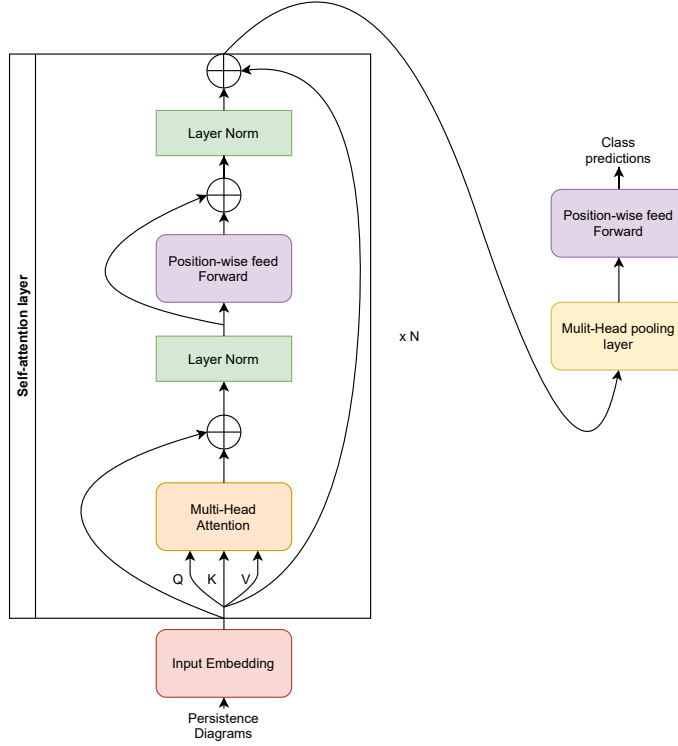 Self-attention layer
Layer Norm
Position-wise feed
Forward
Layer Norm
Multi-Head
Attention
Q
K
V
Input Embedding
Persistence
Diagrams
x N
Class
predictions
Position-wise feed
Forward
Mulit-Head pooling
layer